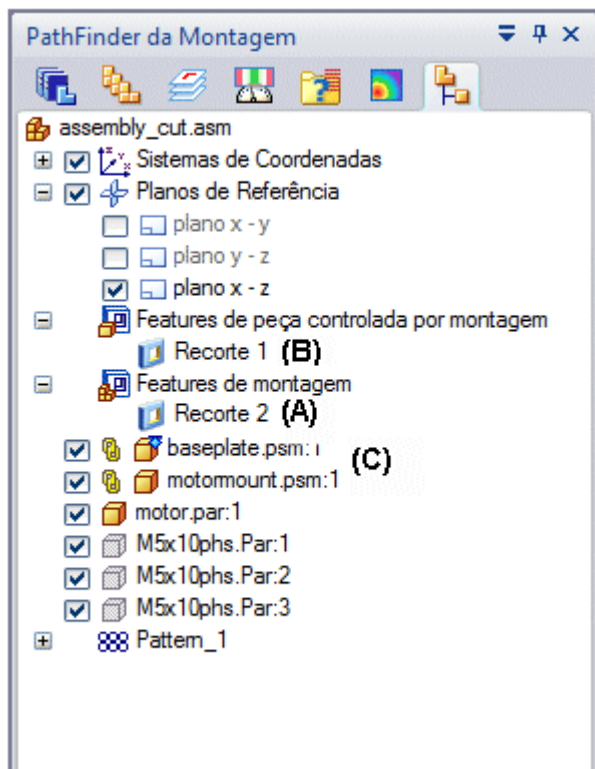 PathFinder da Montagem
assembly_cut.asm
Sistemas de Coordenadas
Planos de Referência
plano x - y
plano y - z
plano x - z
Features de peça controlada por montagem
Recorte 1 (B)
Features de montagem
Recorte 2 (A)
baseplate.psm:1 (C)
motormount.psm:1
motor.par:1
M5x10phs.Par:1
M5x10phs.Par:2
M5x10phs.Par:3
Pattern_1